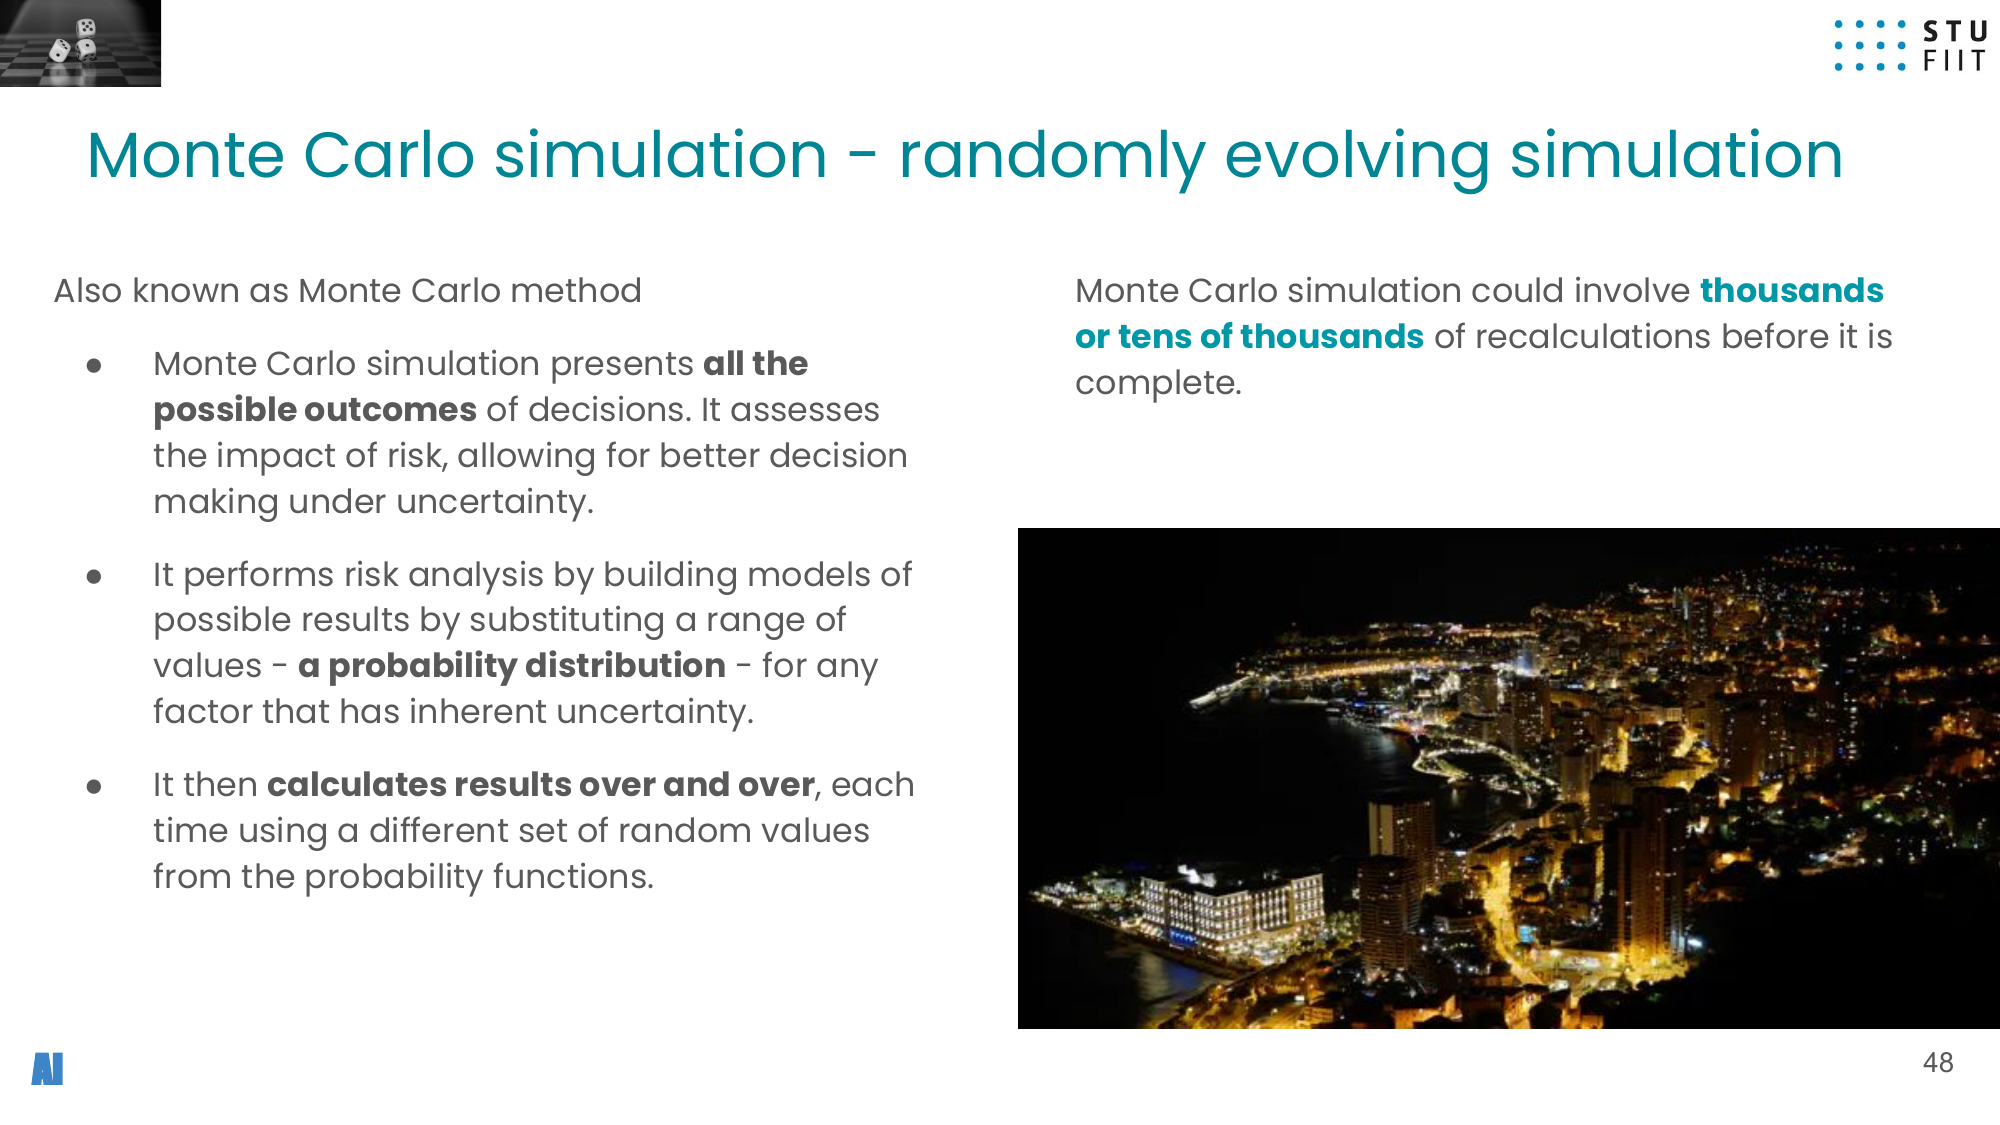 STU
FIIT
Monte Carlo simulation - randomly evolving simulation
Also known as Monte Carlo method
● Monte Carlo simulation presents all the
possible outcomes of decisions. It assesses
the impact of risk, allowing for better decision
making under uncertainty.
● It performs risk analysis by building models of
possible results by substituting a range of
values - a probability distribution - for any
factor that has inherent uncertainty.
● It then calculates results over and over, each
time using a different set of random values
from the probability functions.
Monte Carlo simulation could involve thousands
or tens of thousands of recalculations before it is
complete.
AI
48